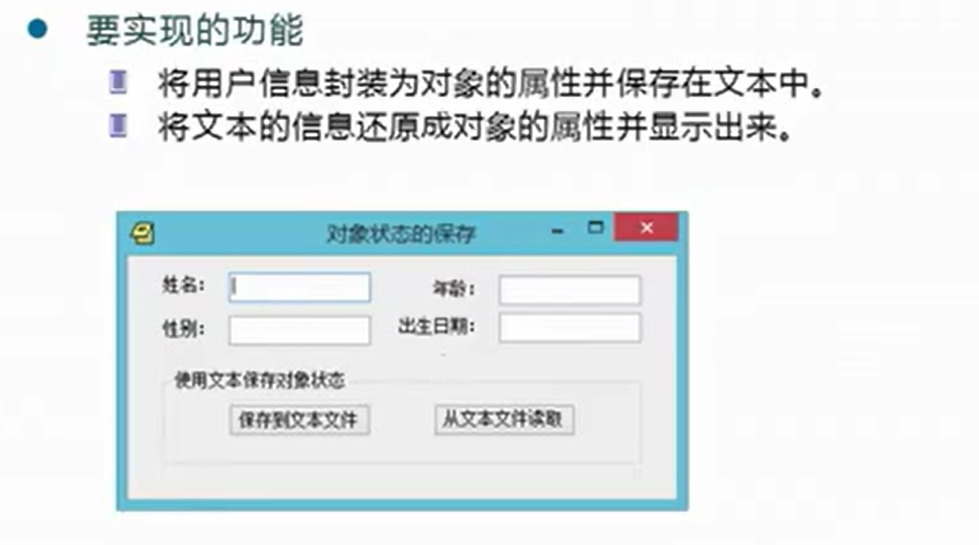 要实现的功能
将用户信息封装为对象的属性并保存在文本中。
将文本的信息还原成对象的属性并显示出来。
对象状态的保存
姓名: 年龄:
性别: 出生日期:
使用文本保存对象状态
保存到文本文件 从文本文件读取